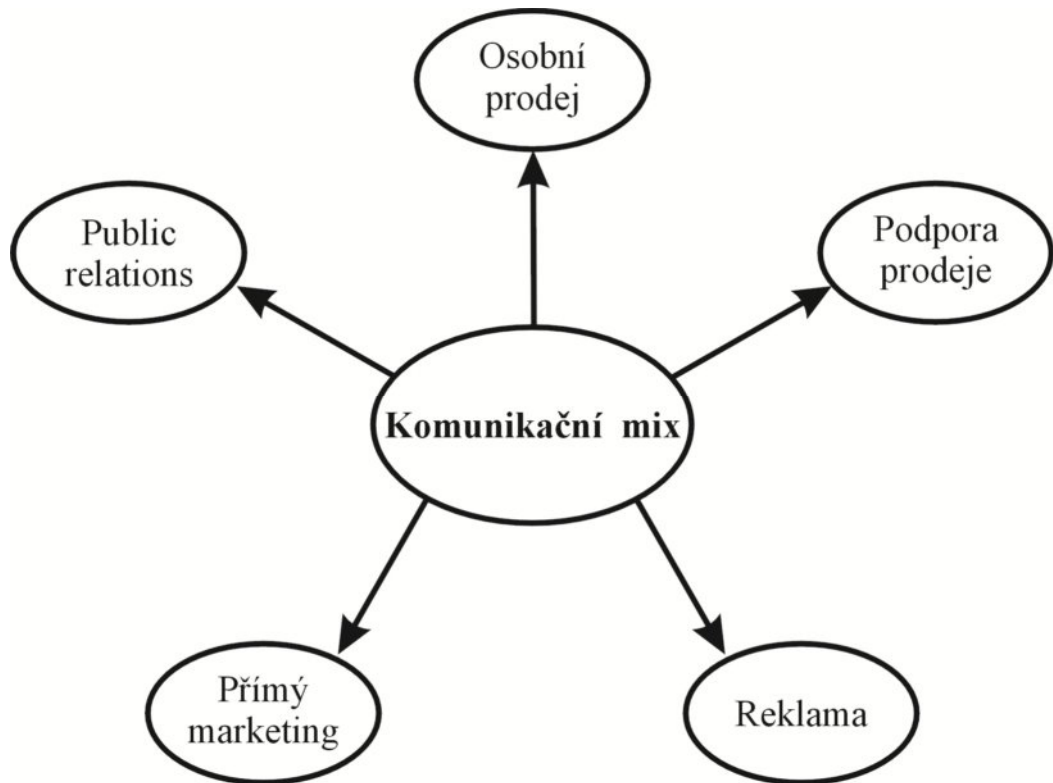 Osobní
prodej
Public
relations
Podpora
prodeje
Komunikační mix
Přímý
marketing
Reklama